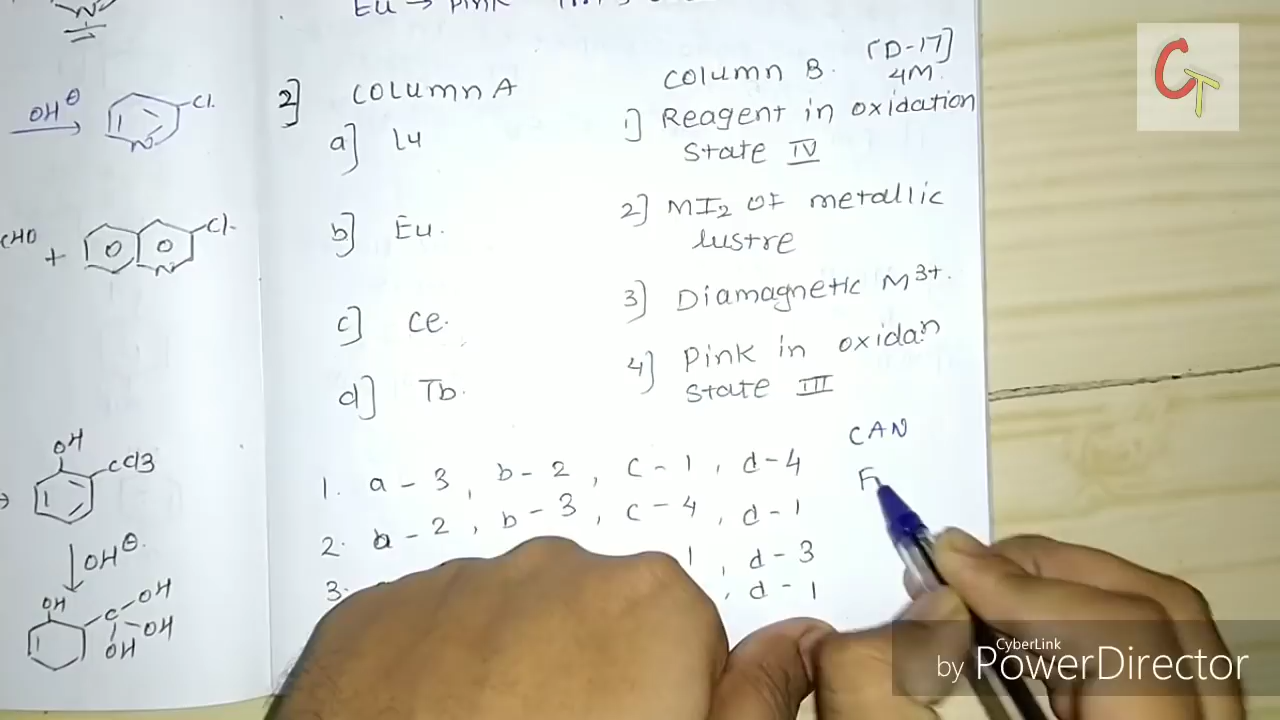 Eu → Pink
N
OH⊖
Cl.
N
CHO
+
Cl.
N
OH
CCl3
OH⊖.
OH
C
OH
OH
OH
2]
COLUMN A
COLUMN B.
[D-17]
4M.
a] Lu
1] Reagent in oxidation
State IV
b] Eu.
2] MI2 OF metallic
lustre
c] Ce.
3] Diamagnetic M3+.
d] Tb.
4] Pink in oxidan
State III
1. a - 3, b - 2, c - 1, d - 4
2. a - 2, b - 3, c - 4, d - 1
3. 1, d - 3
, d - 1
CAN
F
CT
CyberLink
by PowerDirector